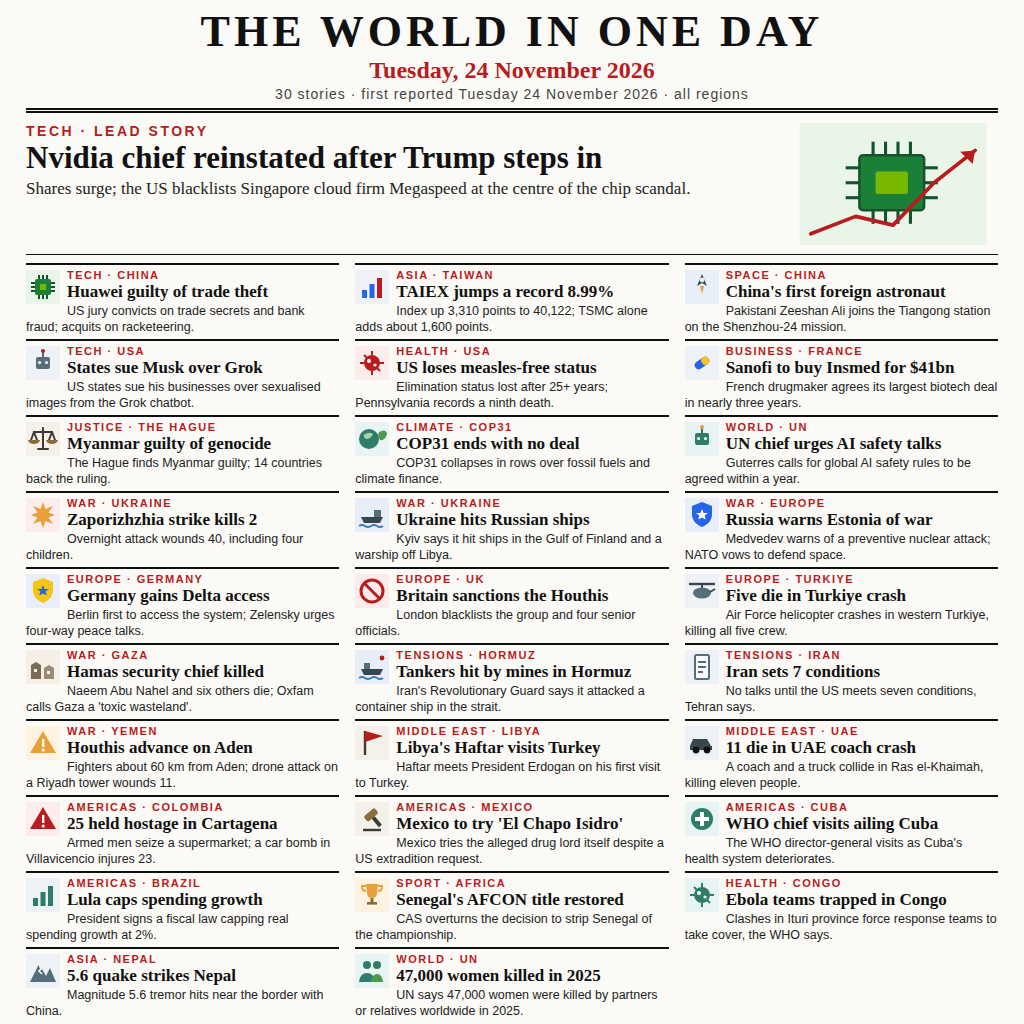 THE WORLD IN ONE DAY
Tuesday, 24 November 2026
30 stories · first reported Tuesday 24 November 2026 · all regions
TECH · LEAD STORY
Nvidia chief reinstated after Trump steps in
Shares surge; the US blacklists Singapore cloud firm Megaspeed at the centre of the chip scandal.
TECH · CHINA
Huawei guilty of trade theft
US jury convicts on trade secrets and bank
fraud; acquits on racketeering.
TECH · USA
States sue Musk over Grok
US states sue his businesses over sexualised
images from the Grok chatbot.
JUSTICE · THE HAGUE
Myanmar guilty of genocide
The Hague finds Myanmar guilty; 14 countries
back the ruling.
WAR · UKRAINE
Zaporizhzhia strike kills 2
Overnight attack wounds 40, including four
children.
EUROPE · GERMANY
Germany gains Delta access
Berlin first to access the system; Zelensky urges
four-way peace talks.
WAR · GAZA
Hamas security chief killed
Naeem Abu Nahel and six others die; Oxfam
calls Gaza a 'toxic wasteland'.
WAR · YEMEN
Houthis advance on Aden
Fighters about 60 km from Aden; drone attack on
a Riyadh tower wounds 11.
AMERICAS · COLOMBIA
25 held hostage in Cartagena
Armed men seize a supermarket; a car bomb in
Villavicencio injures 23.
AMERICAS · BRAZIL
Lula caps spending growth
President signs a fiscal law capping real
spending growth at 2%.
ASIA · NEPAL
5.6 quake strikes Nepal
Magnitude 5.6 tremor hits near the border with
China.
ASIA · TAIWAN
TAIEX jumps a record 8.99%
Index up 3,310 points to 40,122; TSMC alone
adds about 1,600 points.
HEALTH · USA
US loses measles-free status
Elimination status lost after 25+ years;
Pennsylvania records a ninth death.
CLIMATE · COP31
COP31 ends with no deal
COP31 collapses in rows over fossil fuels and
climate finance.
WAR · UKRAINE
Ukraine hits Russian ships
Kyiv says it hit ships in the Gulf of Finland and a
warship off Libya.
EUROPE · UK
Britain sanctions the Houthis
London blacklists the group and four senior
officials.
TENSIONS · HORMUZ
Tankers hit by mines in Hormuz
Iran's Revolutionary Guard says it attacked a
container ship in the strait.
MIDDLE EAST · LIBYA
Libya's Haftar visits Turkey
Haftar meets President Erdogan on his first visit
to Turkey.
AMERICAS · MEXICO
Mexico to try 'El Chapo Isidro'
Mexico tries the alleged drug lord itself despite a
US extradition request.
SPORT · AFRICA
Senegal's AFCON title restored
CAS overturns the decision to strip Senegal of
the championship.
WORLD · UN
47,000 women killed in 2025
UN says 47,000 women were killed by partners
or relatives worldwide in 2025.
SPACE · CHINA
China's first foreign astronaut
Pakistani Zeeshan Ali joins the Tiangong station
on the Shenzhou-24 mission.
BUSINESS · FRANCE
Sanofi to buy Insmed for $41bn
French drugmaker agrees its largest biotech deal
in nearly three years.
WORLD · UN
UN chief urges AI safety talks
Guterres calls for global AI safety rules to be
agreed within a year.
WAR · EUROPE
Russia warns Estonia of war
Medvedev warns of a preventive nuclear attack;
NATO vows to defend space.
EUROPE · TURKIYE
Five die in Turkiye crash
Air Force helicopter crashes in western Turkiye,
killing all five crew.
TENSIONS · IRAN
Iran sets 7 conditions
No talks until the US meets seven conditions,
Tehran says.
MIDDLE EAST · UAE
11 die in UAE coach crash
A coach and a truck collide in Ras el-Khaimah,
killing eleven people.
AMERICAS · CUBA
WHO chief visits ailing Cuba
The WHO director-general visits as Cuba's
health system deteriorates.
HEALTH · CONGO
Ebola teams trapped in Congo
Clashes in Ituri province force response teams to
take cover, the WHO says.